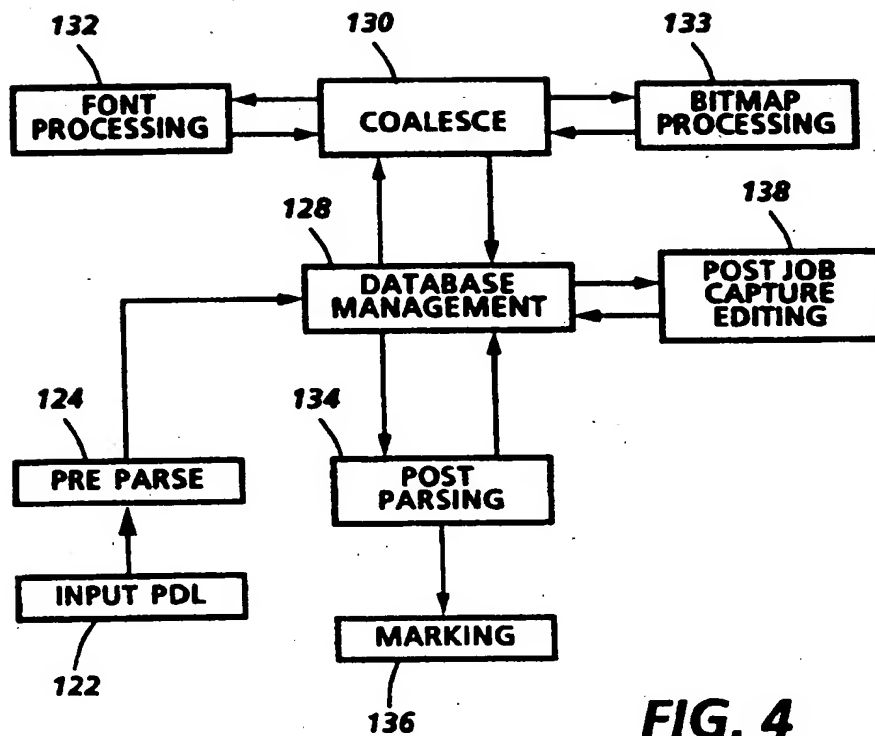 132
130
133
FONT
PROCESSING
COALESCE
BITMAP
PROCESSING
128
138
DATABASE
MANAGEMENT
POST JOB
CAPTURE
EDITING
124
134
PRE PARSE
POST
PARSING
INPUT PDL
MARKING
122
136
FIG. 4